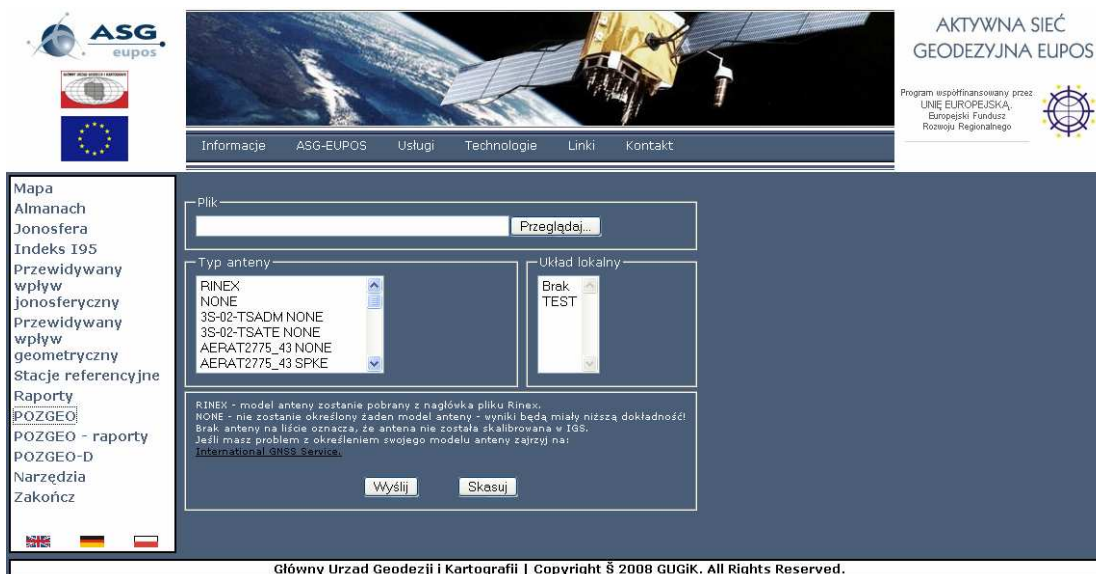 ASG
eupos
GŁÓWNY URZĄD GEODEZJI I KARTOGRAFII
AKTYWNA SIEĆ
GEODEZYJNA EUPOS
Program współfinansowany przez
UNIĘ EUROPEJSKĄ.
Europejski Fundusz
Rozwoju Regionalnego
Informacje ASG-EUPOS Usługi Technologie Linki Kontakt
Mapa
Almanach
Jonosfera
Indeks I95
Przewidywany
wpływ
jonosferyczny
Przewidywany
wpływ
geometryczny
Stacje referencyjne
Raporty
POZGEO
POZGEO - raporty
POZGEO-D
Narzędzia
Zakończ
Plik
Przeglądaj...
Typ anteny
RINEX
NONE
3S-02-TSADM NONE
3S-02-TSATE NONE
AERAT2775_43 NONE
AERAT2775_43 SPKE
Układ lokalny
Brak
TEST
RINEX - model anteny zostanie pobrany z nagłówka pliku Rinex.
NONE - nie zostanie określony żaden model anteny - wyniki będą miały niższą dokładność!
Brak anteny na liście oznacza, że antena nie została skalibrowana w IGS.
Jeśli masz problem z określeniem swojego modelu anteny zajrzyj na:
International GNSS Service.
Wyślij Skasuj
Główny Urzad Geodezji i Kartografii | Copyright Š 2008 GUGiK. All Rights Reserved.